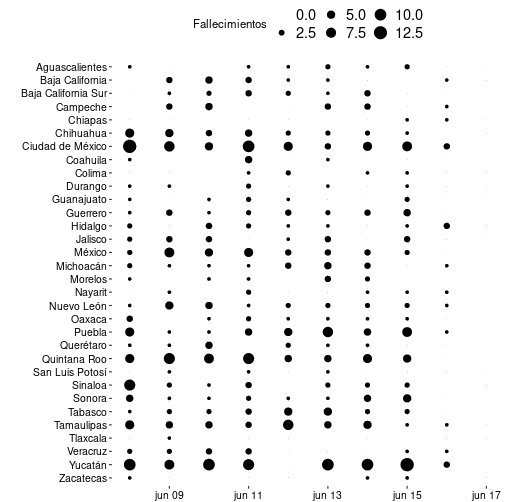 Fallecimientos
0.0 5.0 10.0
2.5 7.5 12.5
Aguascalientes
Baja California
Baja California Sur
Campeche
Chiapas
Chihuahua
Ciudad de México
Coahuila
Colima
Durango
Guanajuato
Guerrero
Hidalgo
Jalisco
México
Michoacán
Morelos
Nayarit
Nuevo León
Oaxaca
Puebla
Querétaro
Quintana Roo
San Luis Potosí
Sinaloa
Sonora
Tabasco
Tamaulipas
Tlaxcala
Veracruz
Yucatán
Zacatecas
jun 09 jun 11 jun 13 jun 15 jun 17